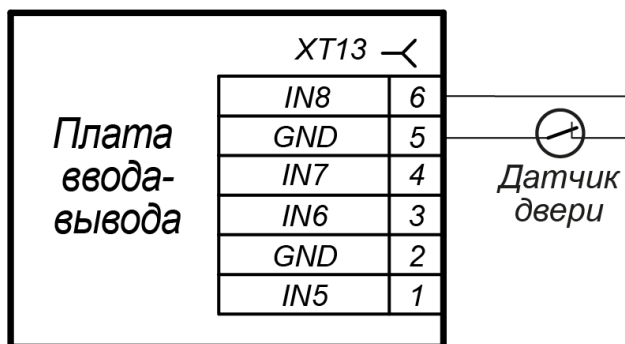 XT13
Плата
ввода-
вывода
IN8 6
GND 5
IN7 4
IN6 3
GND 2
IN5 1
Датчик
двери